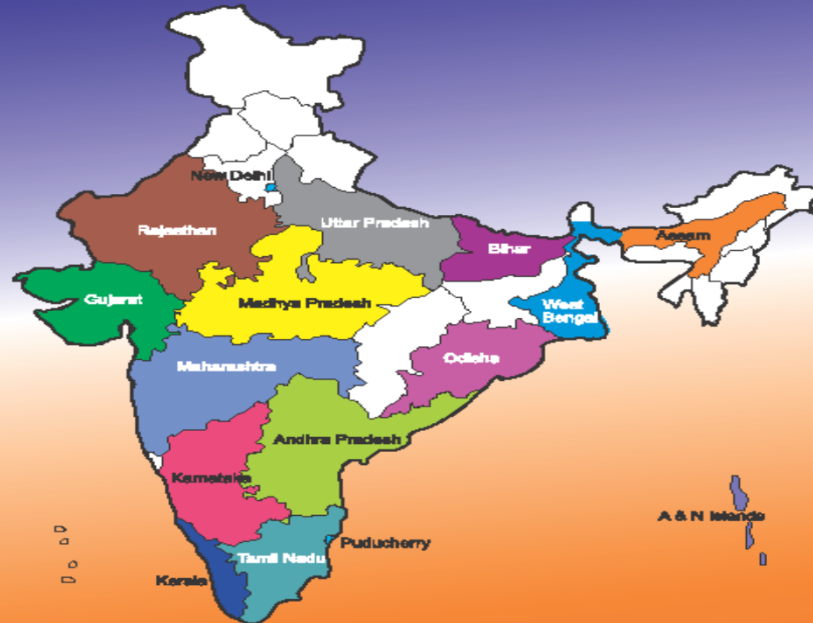 New Delhi
Rajasthan
Uttar Pradesh
Bihar
Assam
Gujarat
Madhya Pradesh
West
Bengal
Maharashtra
Odisha
Andhra Pradesh
Karnataka
A & N Islands
Puducherry
Tamil Nadu
Kerala